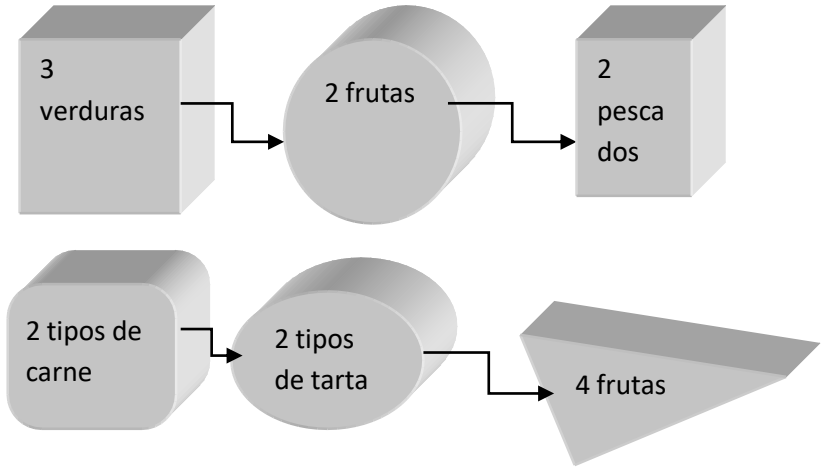 3
verduras
2 frutas
2
pesca
dos
2 tipos de
carne
2 tipos
de tarta
4 frutas